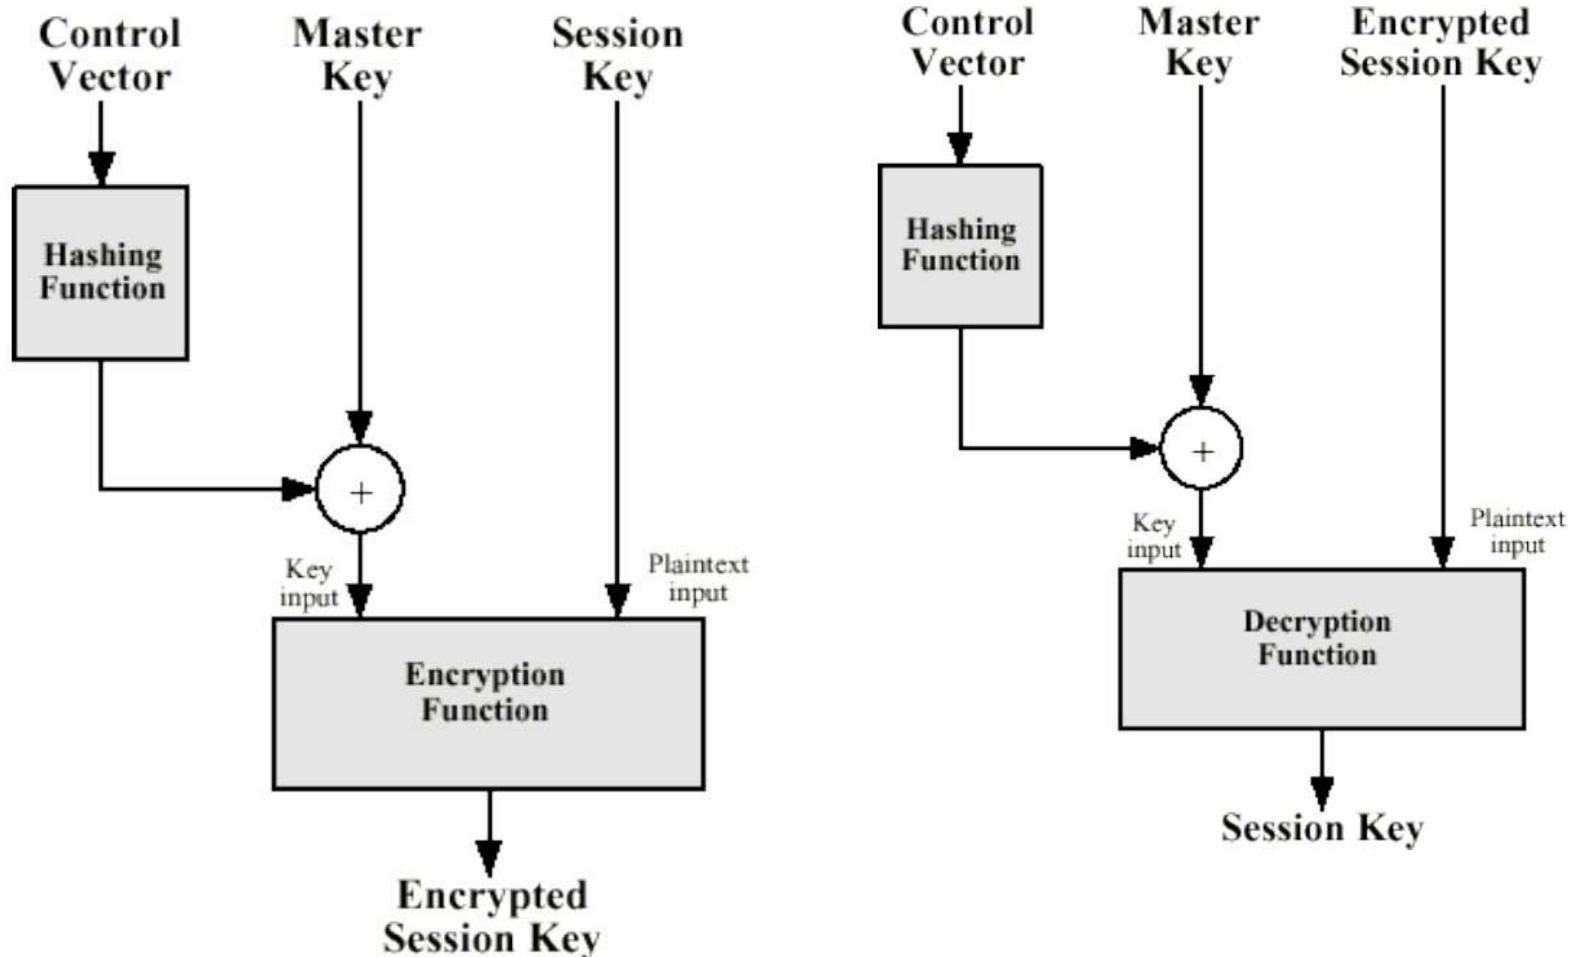 Control
Vector
Master
Key
Session
Key
Hashing
Function
+
Key
input
Plaintext
input
Encryption
Function
Encrypted
Session Key
Control
Vector
Master
Key
Encrypted
Session Key
Hashing
Function
+
Key
input
Plaintext
input
Decryption
Function
Session Key